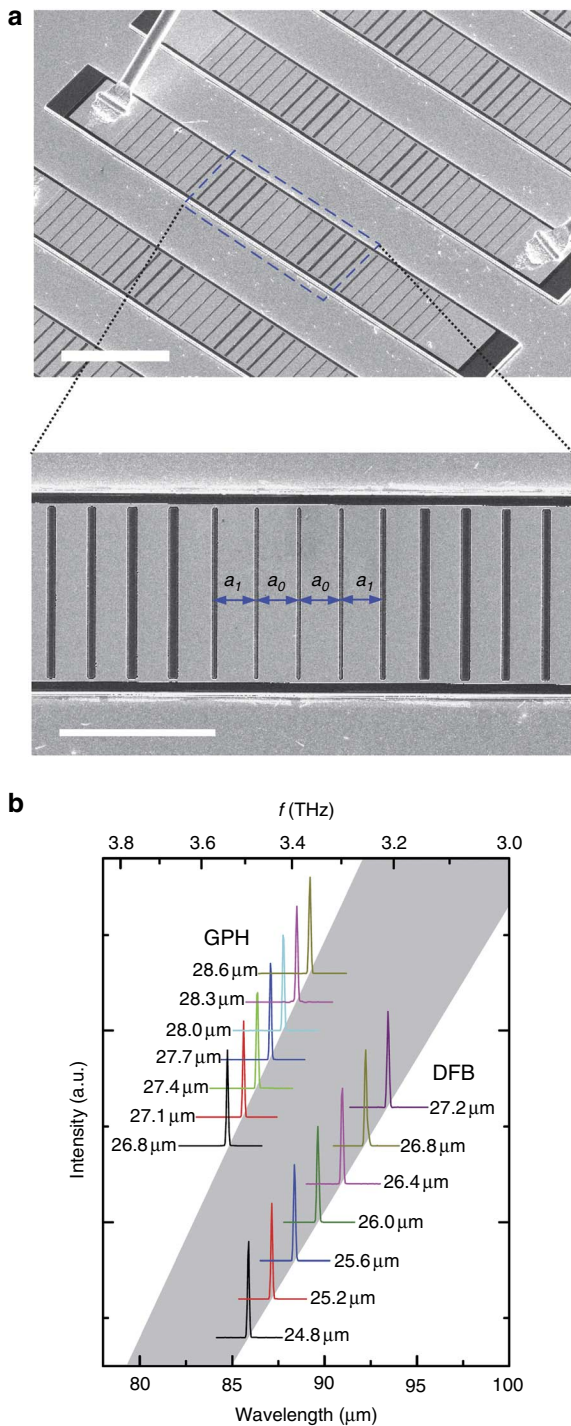 a
a₁ a₀ a₀ a₁
b
f (THz)
3.8 3.6 3.4 3.2 3.0
GPH
28.6 μm
28.3 μm
28.0 μm
27.7 μm
27.4 μm
27.1 μm
26.8 μm
DFB
27.2 μm
26.8 μm
26.4 μm
26.0 μm
25.6 μm
25.2 μm
24.8 μm
Intensity (a.u.)
80 85 90 95 100
Wavelength (μm)